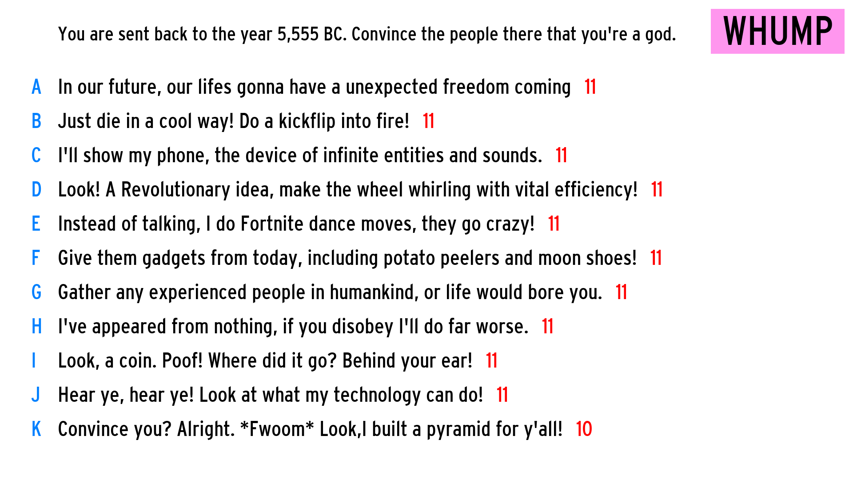 You are sent back to the year 5,555 BC. Convince the people there that you're a god.
WHUMP
A In our future, our lifes gonna have a unexpected freedom coming 11
B Just die in a cool way! Do a kickflip into fire! 11
C I'll show my phone, the device of infinite entities and sounds. 11
D Look! A Revolutionary idea, make the wheel whirling with vital efficiency! 11
E Instead of talking, I do Fortnite dance moves, they go crazy! 11
F Give them gadgets from today, including potato peelers and moon shoes! 11
G Gather any experienced people in humankind, or life would bore you. 11
H I've appeared from nothing, if you disobey I'll do far worse. 11
I Look, a coin. Poof! Where did it go? Behind your ear! 11
J Hear ye, hear ye! Look at what my technology can do! 11
K Convince you? Alright. *Fwoom* Look,I built a pyramid for y'all! 10